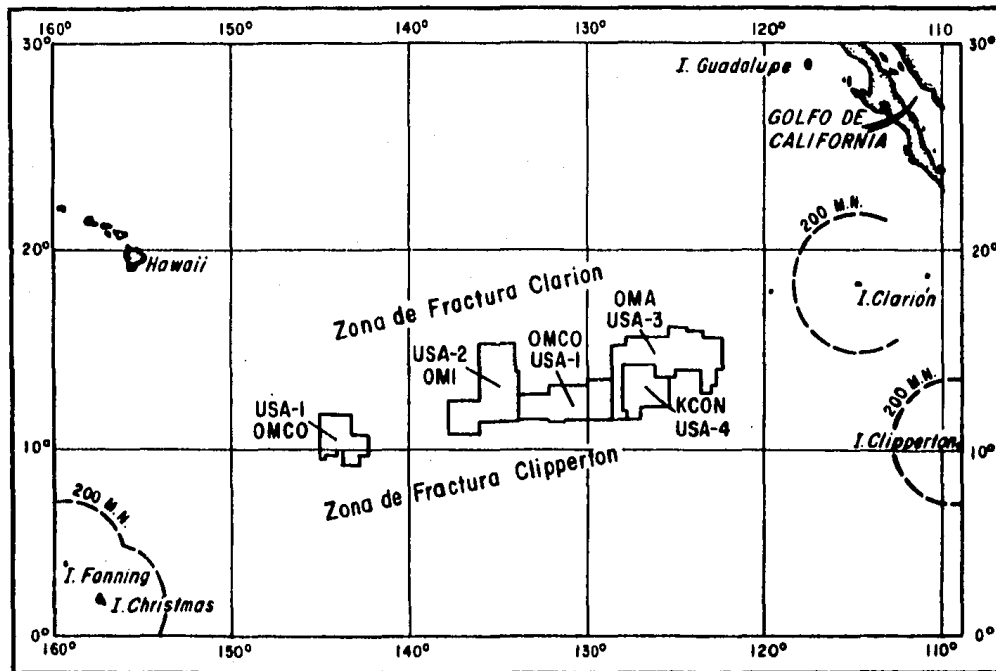 160°
150°
140°
130°
120°
110
30°
30°
I. Guadalupe
GOLFO DE
CALIFORNIA
200 M.N.
20°
20°
Hawaii
I. Clarión
Zona de Fractura Clarion
OMA
USA-3
USA-2
OMI
OMCO
USA-1
KCON
USA-4
USA-1
OMCO
200 M.N.
I. Clipperton
10°
10°
Zona de Fractura Clipperton
200 M.N.
I. Fanning
I. Christmas
0°
0°
160°
150°
140°
130°
120°
110°